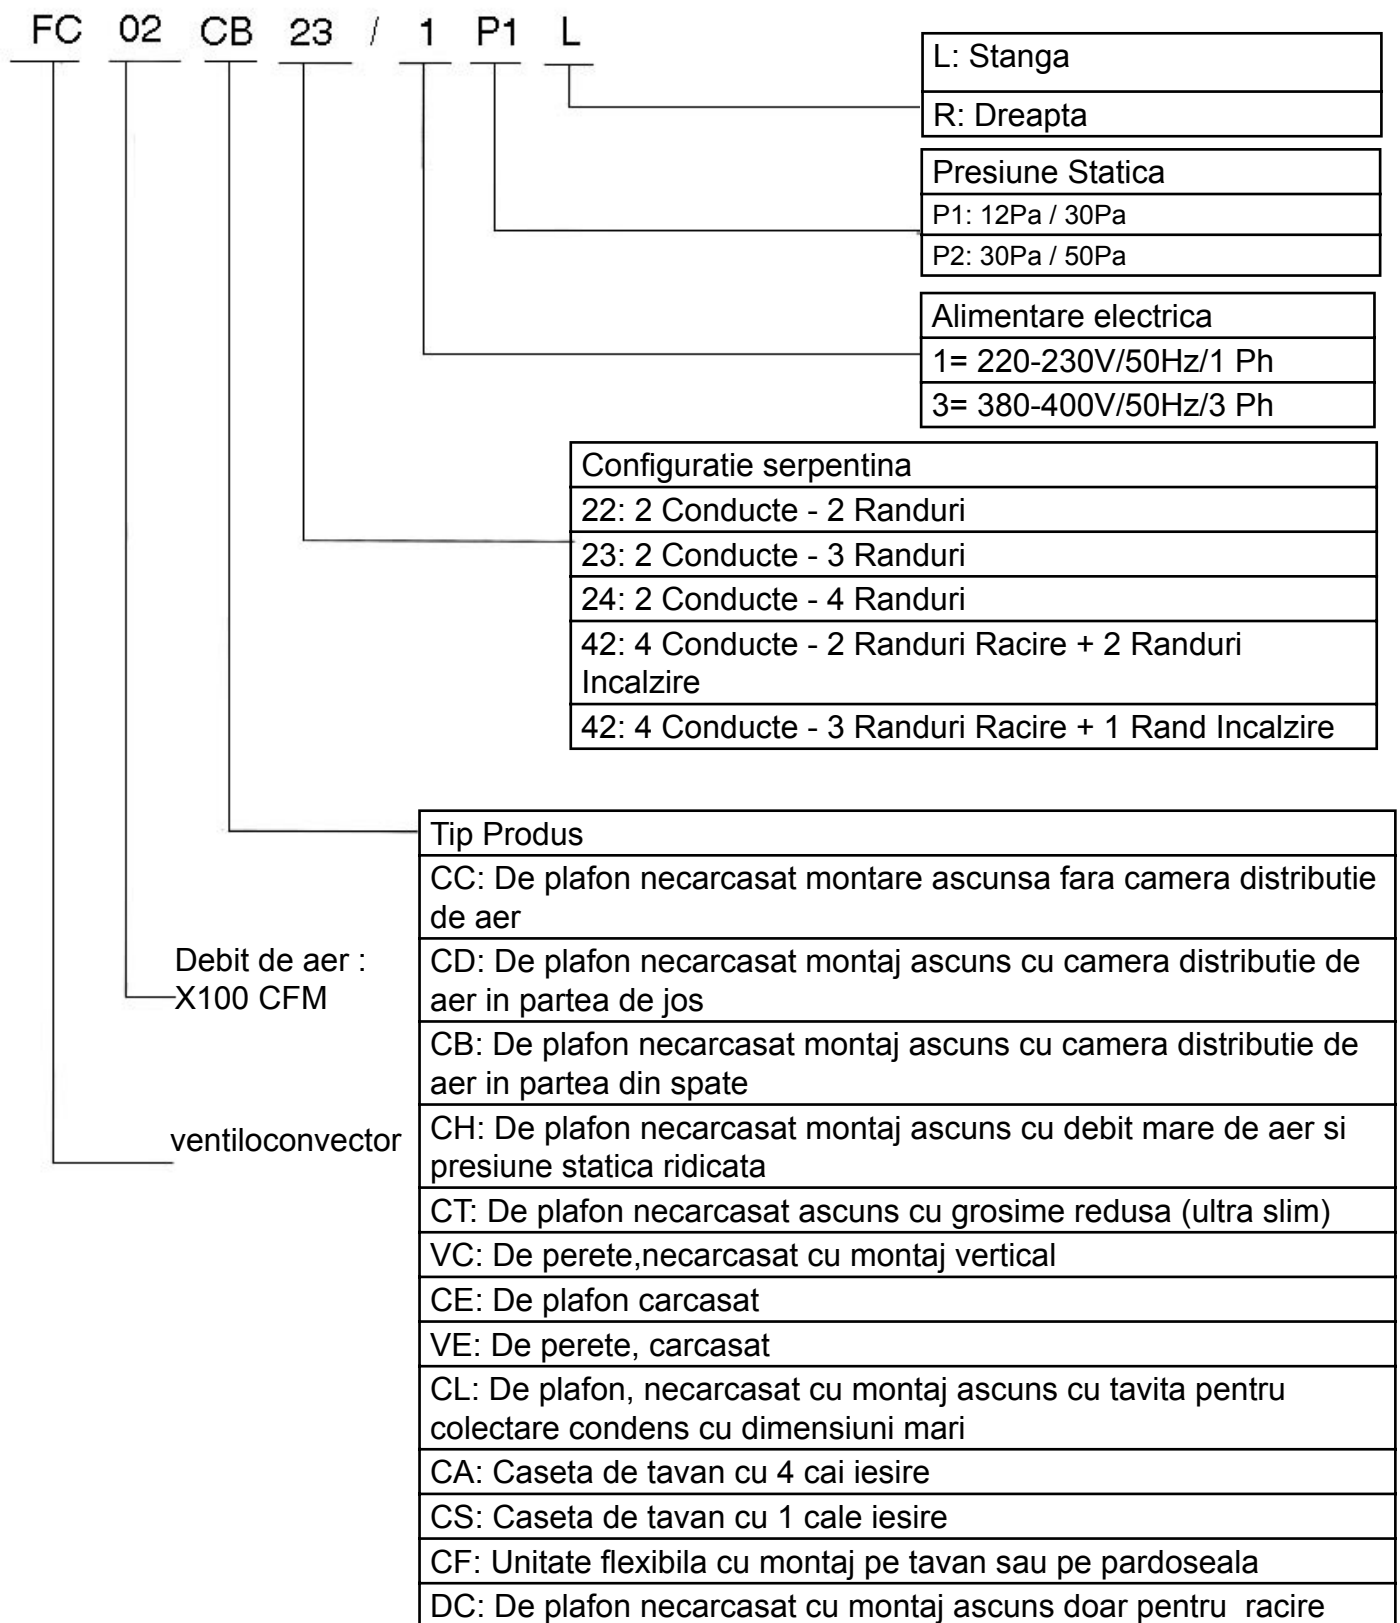 FC 02 CB 23 / 1 P1 L
L: Stanga
R: Dreapta
Presiune Statica
P1: 12Pa / 30Pa
P2: 30Pa / 50Pa
Alimentare electrica
1= 220-230V/50Hz/1 Ph
3= 380-400V/50Hz/3 Ph
Configuratie serpentina
22: 2 Conducte - 2 Randuri
23: 2 Conducte - 3 Randuri
24: 2 Conducte - 4 Randuri
42: 4 Conducte - 2 Randuri Racire + 2 Randuri
Incalzire
42: 4 Conducte - 3 Randuri Racire + 1 Rand Incalzire
Tip Produs
CC: De plafon necarcasat montare ascunsa fara camera distributie
de aer
CD: De plafon necarcasat montaj ascuns cu camera distributie de
aer in partea de jos
CB: De plafon necarcasat montaj ascuns cu camera distributie de
aer in partea din spate
CH: De plafon necarcasat montaj ascuns cu debit mare de aer si
presiune statica ridicata
CT: De plafon necarcasat ascuns cu grosime redusa (ultra slim)
VC: De perete,necarcasat cu montaj vertical
CE: De plafon carcasat
VE: De perete, carcasat
CL: De plafon, necarcasat cu montaj ascuns cu tavita pentru
colectare condens cu dimensiuni mari
CA: Caseta de tavan cu 4 cai iesire
CS: Caseta de tavan cu 1 cale iesire
CF: Unitate flexibila cu montaj pe tavan sau pe pardoseala
DC: De plafon necarcasat cu montaj ascuns doar pentru racire
Debit de aer :
X100 CFM
ventiloconvector